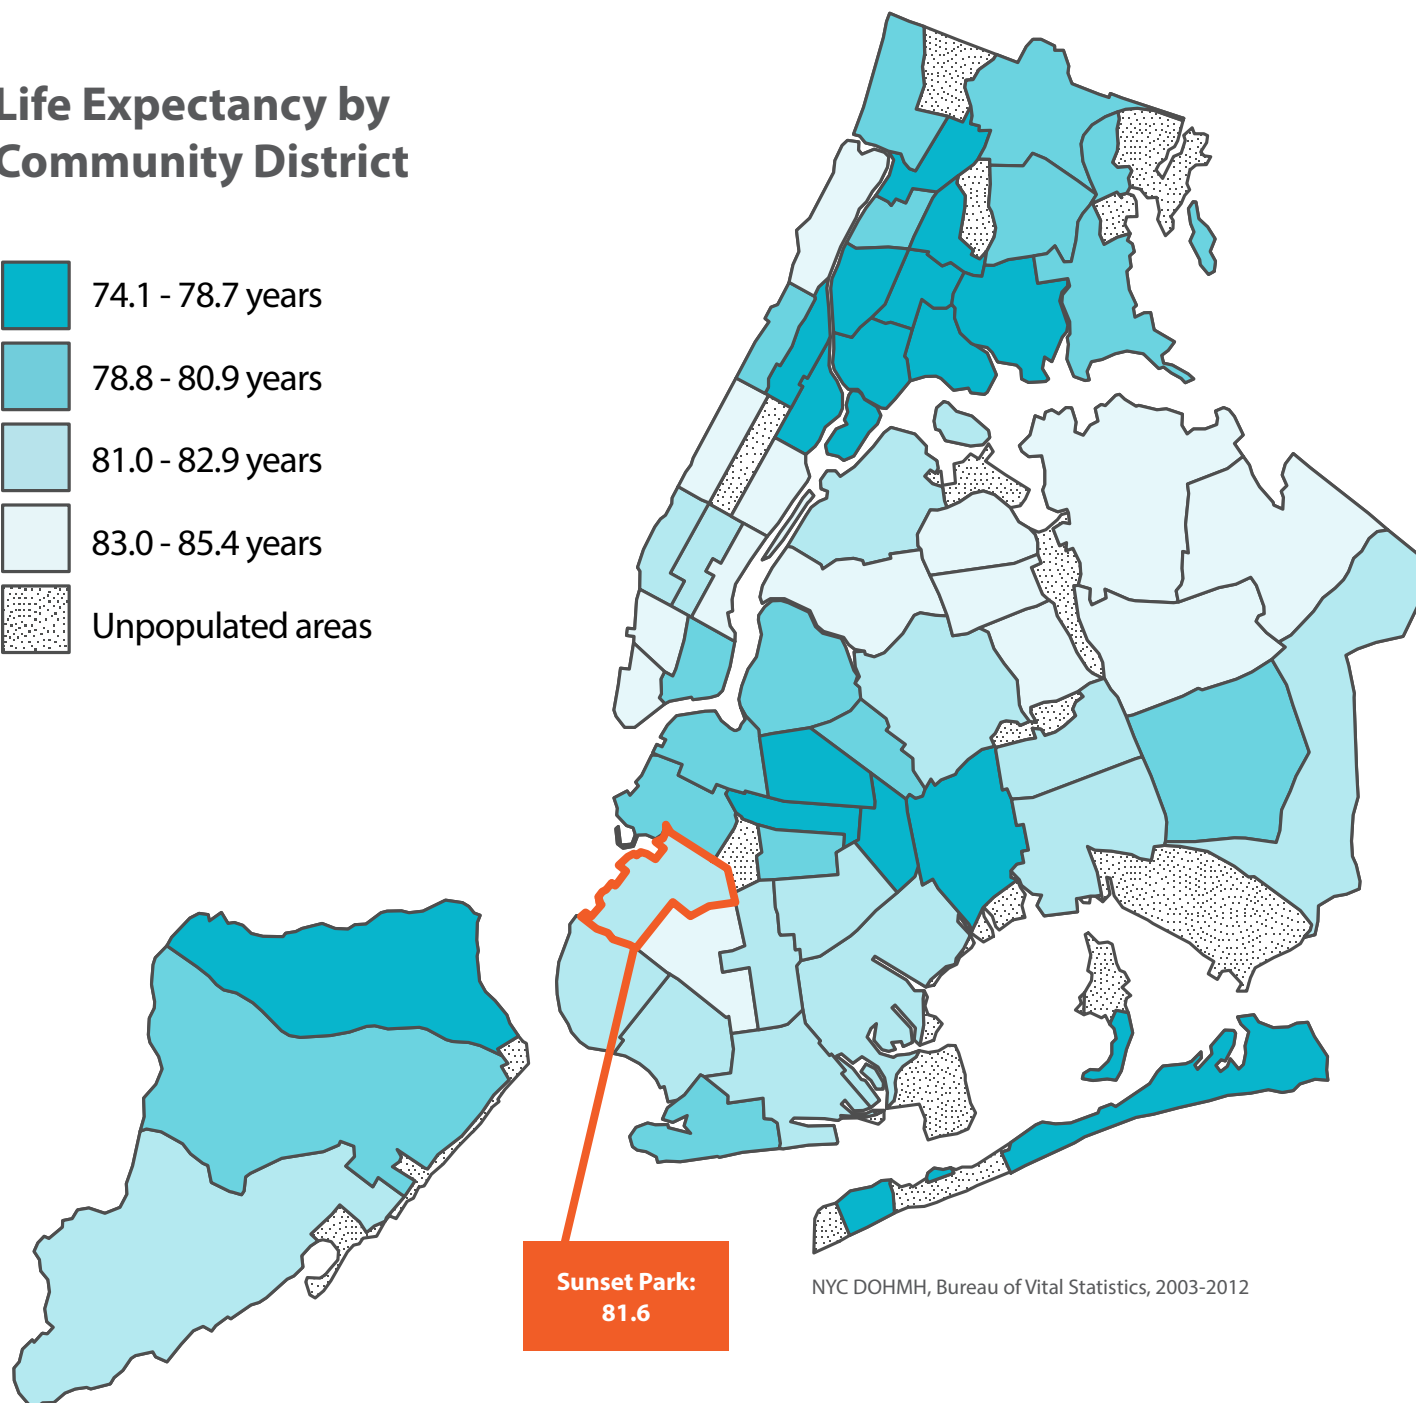 Life Expectancy by
Community District
74.1 - 78.7 years
78.8 - 80.9 years
81.0 - 82.9 years
83.0 - 85.4 years
Unpopulated areas
Sunset Park:
81.6
NYC DOHMH, Bureau of Vital Statistics, 2003-2012